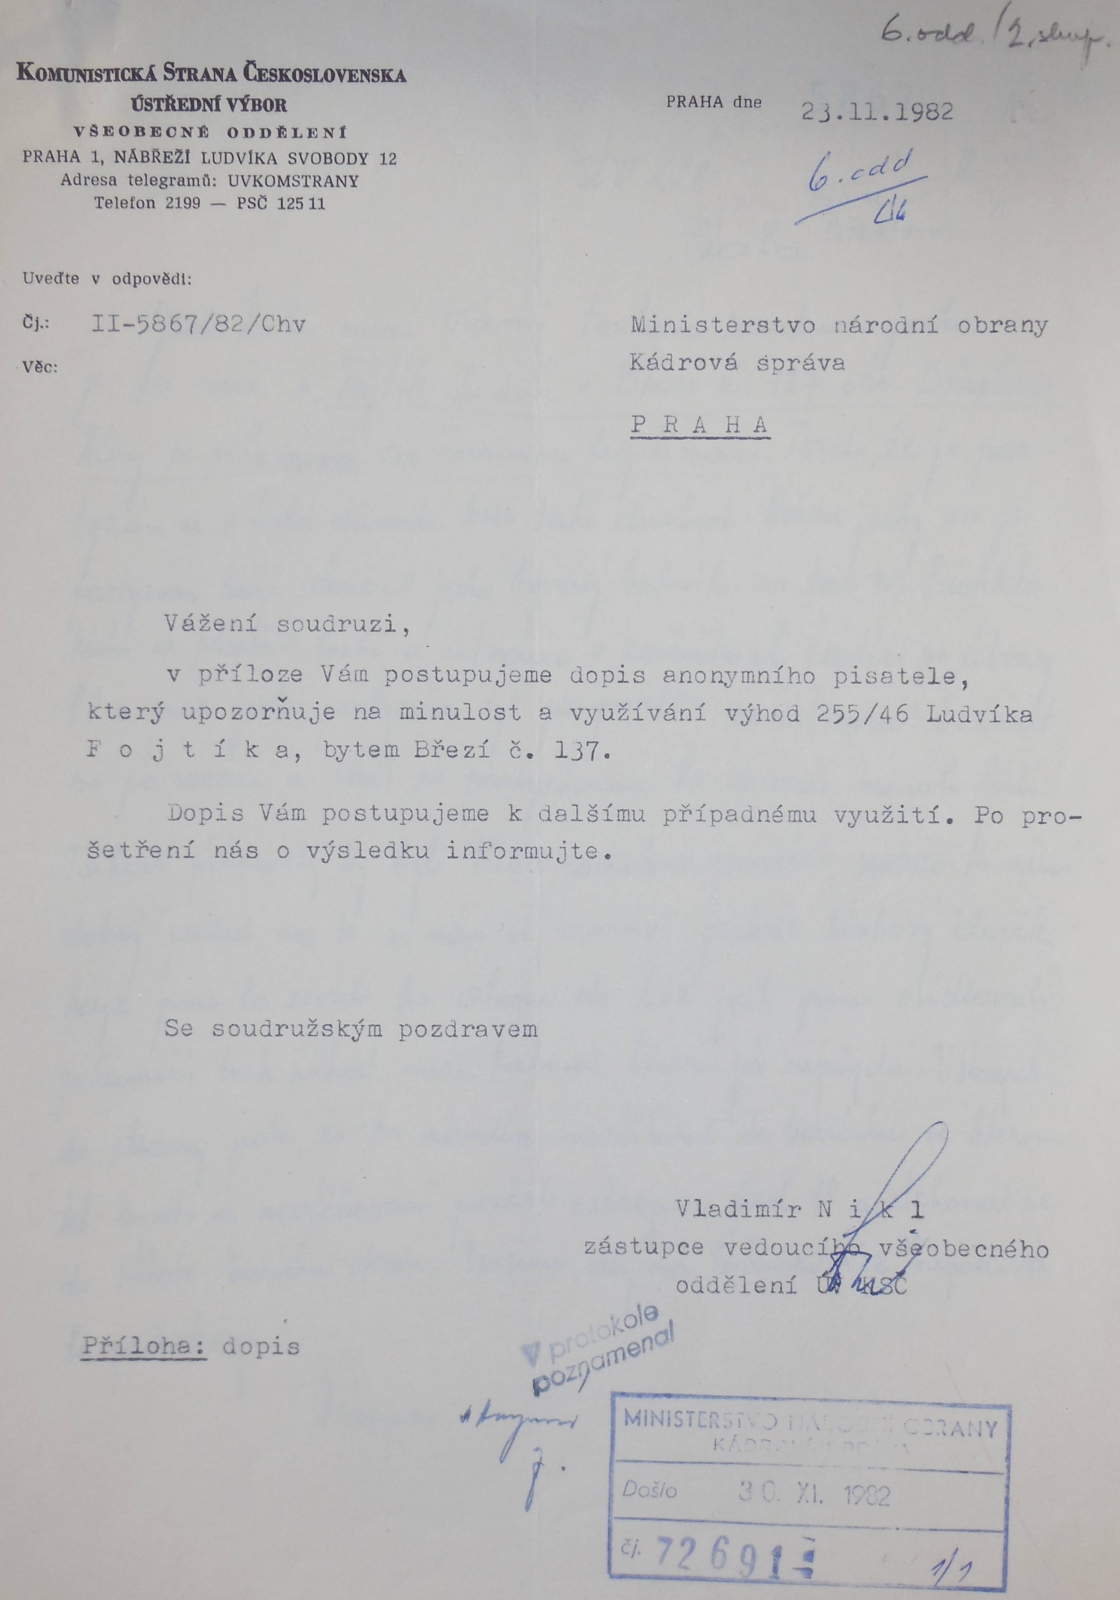 6.odd./2.skup.
KOMUNISTICKÁ STRANA ČESKOSLOVENSKA
ÚSTŘEDNÍ VÝBOR
VŠEOBECNÉ ODDĚLENÍ
PRAHA 1, NÁBŘEŽÍ LUDVÍKA SVOBODY 12
Adresa telegramů: UVKOMSTRANY
Telefon 2199 — PSČ 125 11
PRAHA dne 23.11.1982
6.odd
Uveďte v odpovědi:
Čj.: II-5867/82/Chv
Věc:
Ministerstvo národní obrany
Kádrová správa
P R A H A
Vážení soudruzi,
v příloze Vám postupujeme dopis anonymního pisatele,
který upozorňuje na minulost a využívání výhod 255/46 Ludvíka
F o j t í k a, bytem Březí č. 137.
Dopis Vám postupujeme k dalšímu případnému využití. Po pro-
šetření nás o výsledku informujte.
Se soudružským pozdravem
Vladimír N i k l
zástupce vedoucího všeobecného
oddělení ÚV KSČ
Příloha: dopis
V protokole
poznamenal
MINISTERSTVO NÁRODNÍ OBRANY
KÁDROVÁ SPRÁVA
Došlo 30. XI. 1982
čj. 72691 1/1